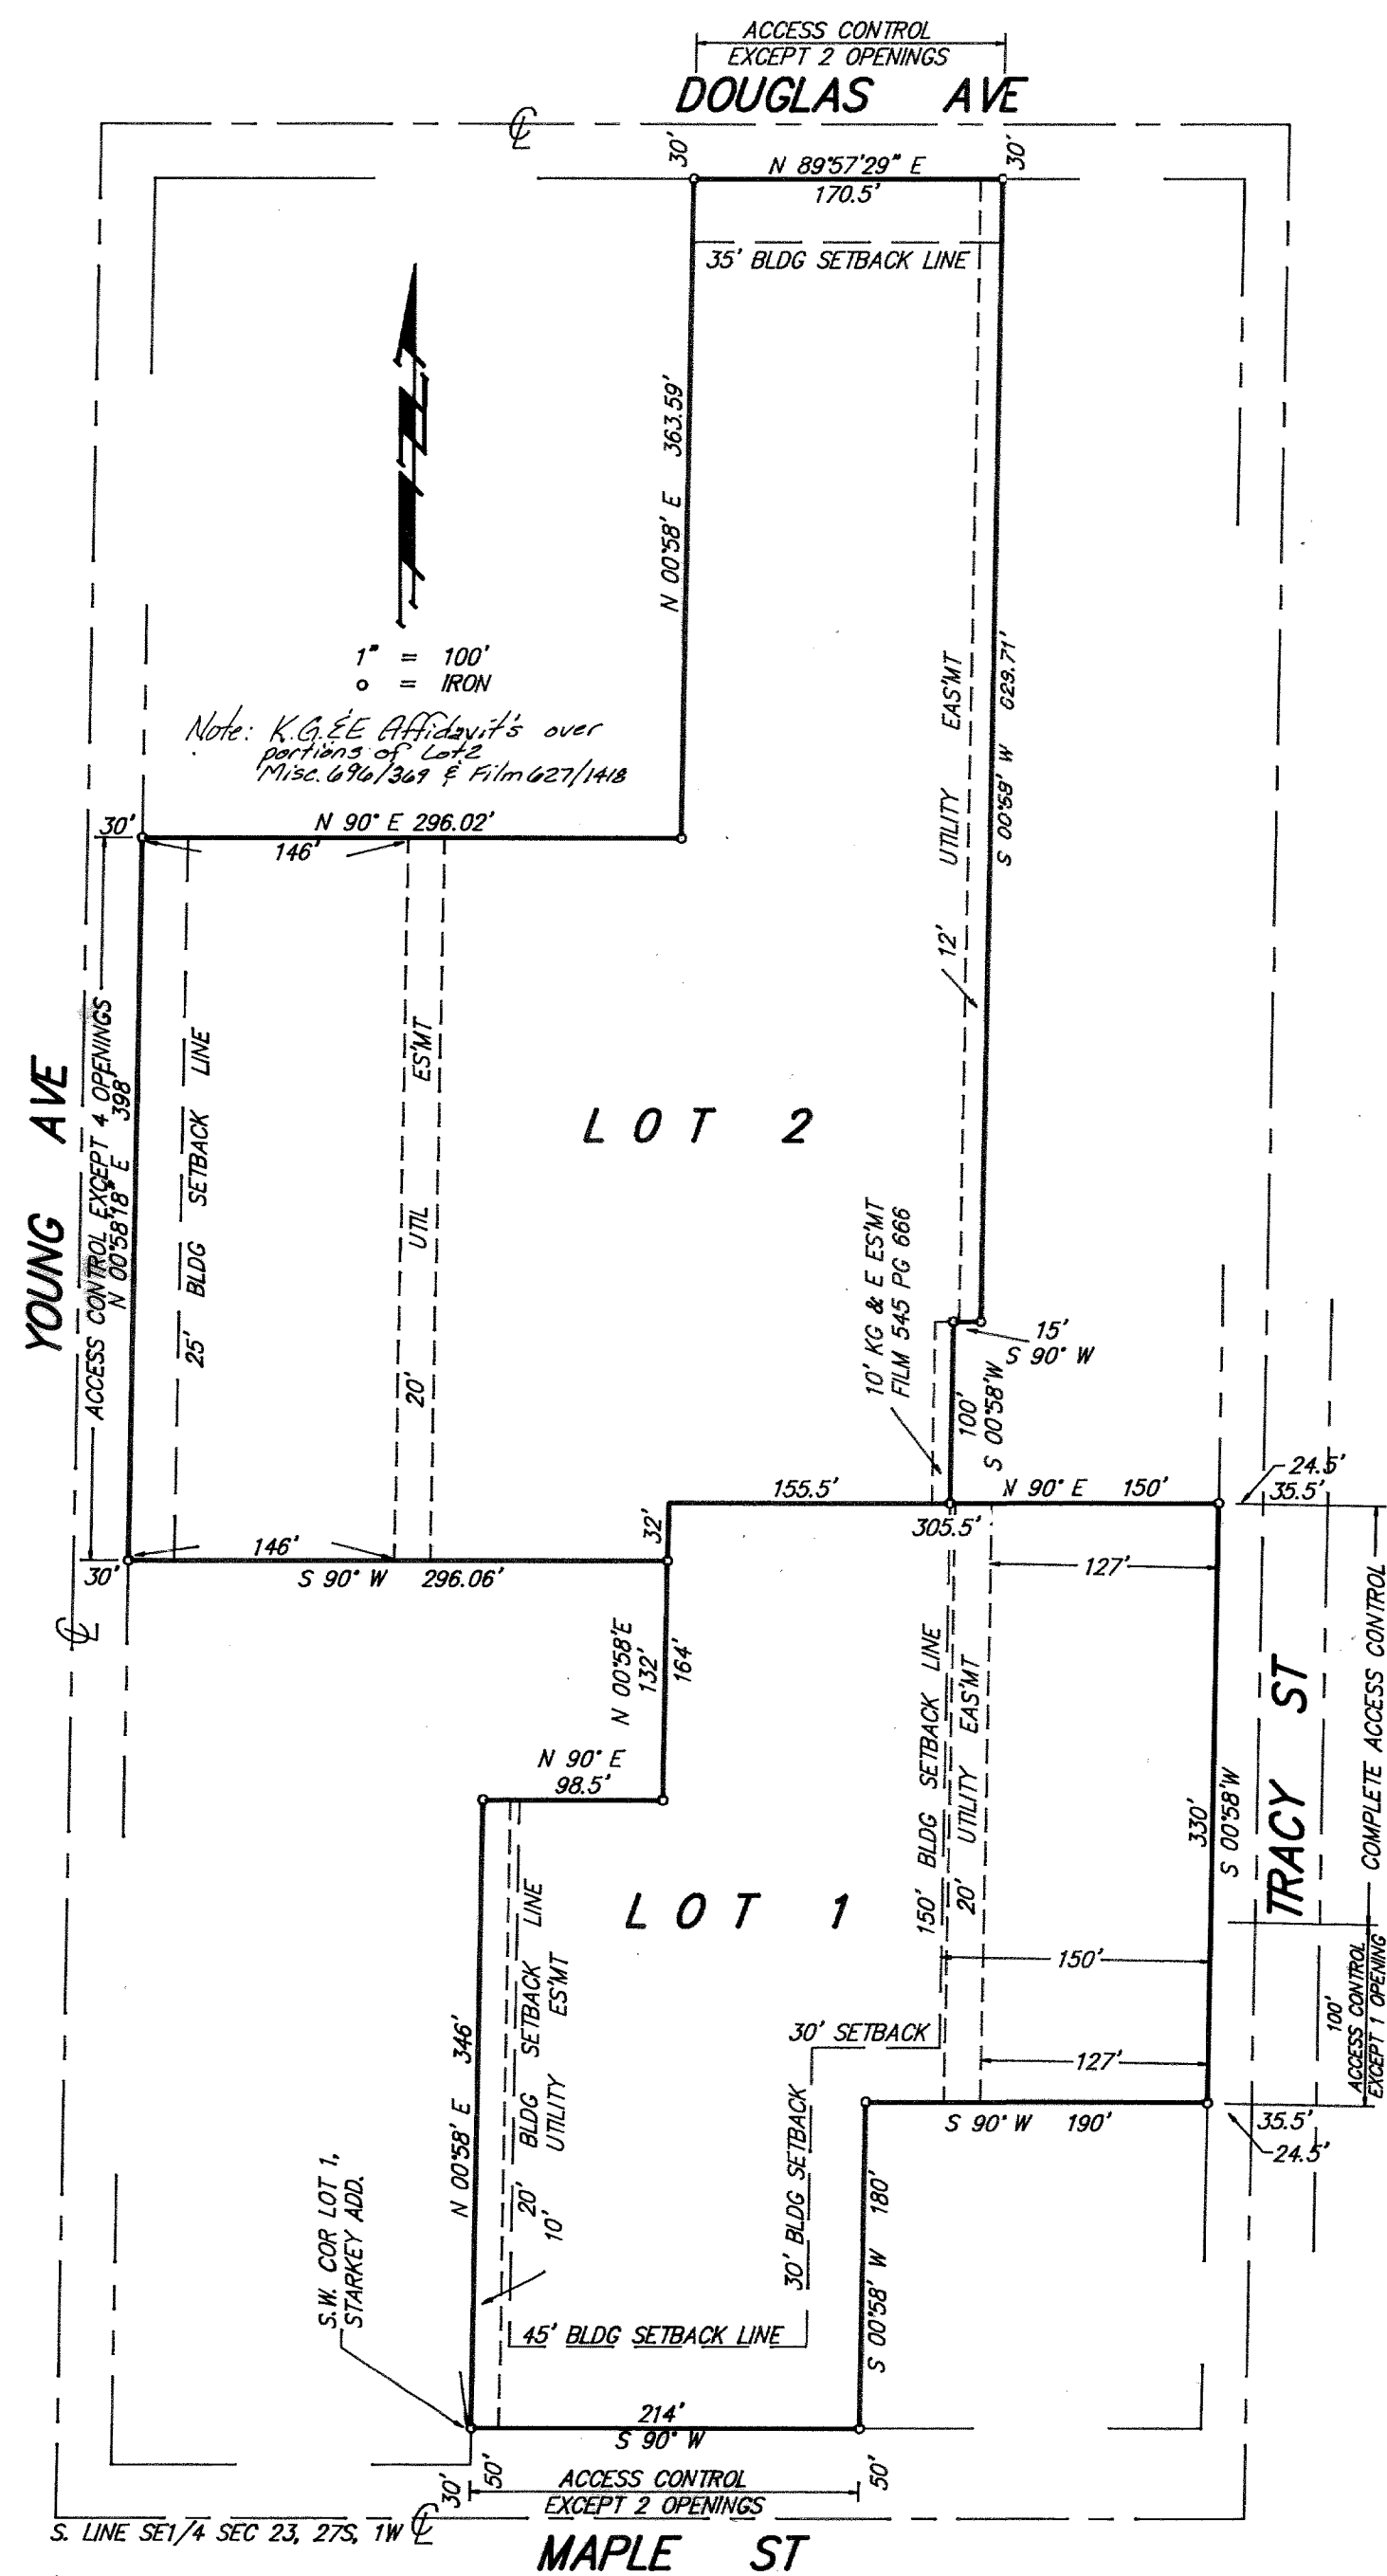 ACCESS CONTROL
EXCEPT 2 OPENINGS
DOUGLAS AVE
℄
30'
N 89°57'29" E
30'
170.5'
35' BLDG SETBACK LINE
N 00°58' E 363.59'
1" = 100'
o = IRON
Note: K.G.&E Affidavit's over
portions of Lot 2
Misc. 696/369 & Film 627/1418
UTILITY EAS'MT
12'
S 00°58' W 629.71'
30'
N 90° E 296.02'
146'
YOUNG AVE
ACCESS CONTROL EXCEPT 4 OPENINGS
N 00°58'18" E 398'
25' BLDG SETBACK LINE
20' UTIL ES'MT
LOT 2
10' KG & E ES'MT
FILM 545 PG 666
15'
S 90° W
100'
S 00°58'W
155.5'
N 90° E 150'
24.5'
35.5'
305.5'
32'
146'
30'
S 90° W 296.06'
127'
℄
N 00°58'E
132'
164'
150' BLDG SETBACK LINE
20' UTILITY EAS'MT
330'
S 00°58'W
TRACY ST
COMPLETE ACCESS CONTROL
N 90° E
98.5'
LOT 1
150'
100'
ACCESS CONTROL
EXCEPT 1 OPENING
N 00°58' E 346'
20' BLDG SETBACK LINE
10' UTILITY ES'MT
30' SETBACK
127'
30' BLDG SETBACK
S 90° W 190'
35.5'
24.5'
S.W. COR LOT 1,
STARKEY ADD.
S 00°58' W 180'
45' BLDG SETBACK LINE
214'
S 90° W
30'
50'
50'
ACCESS CONTROL
EXCEPT 2 OPENINGS
S. LINE SE1/4 SEC 23, 27S, 1W
℄
MAPLE ST